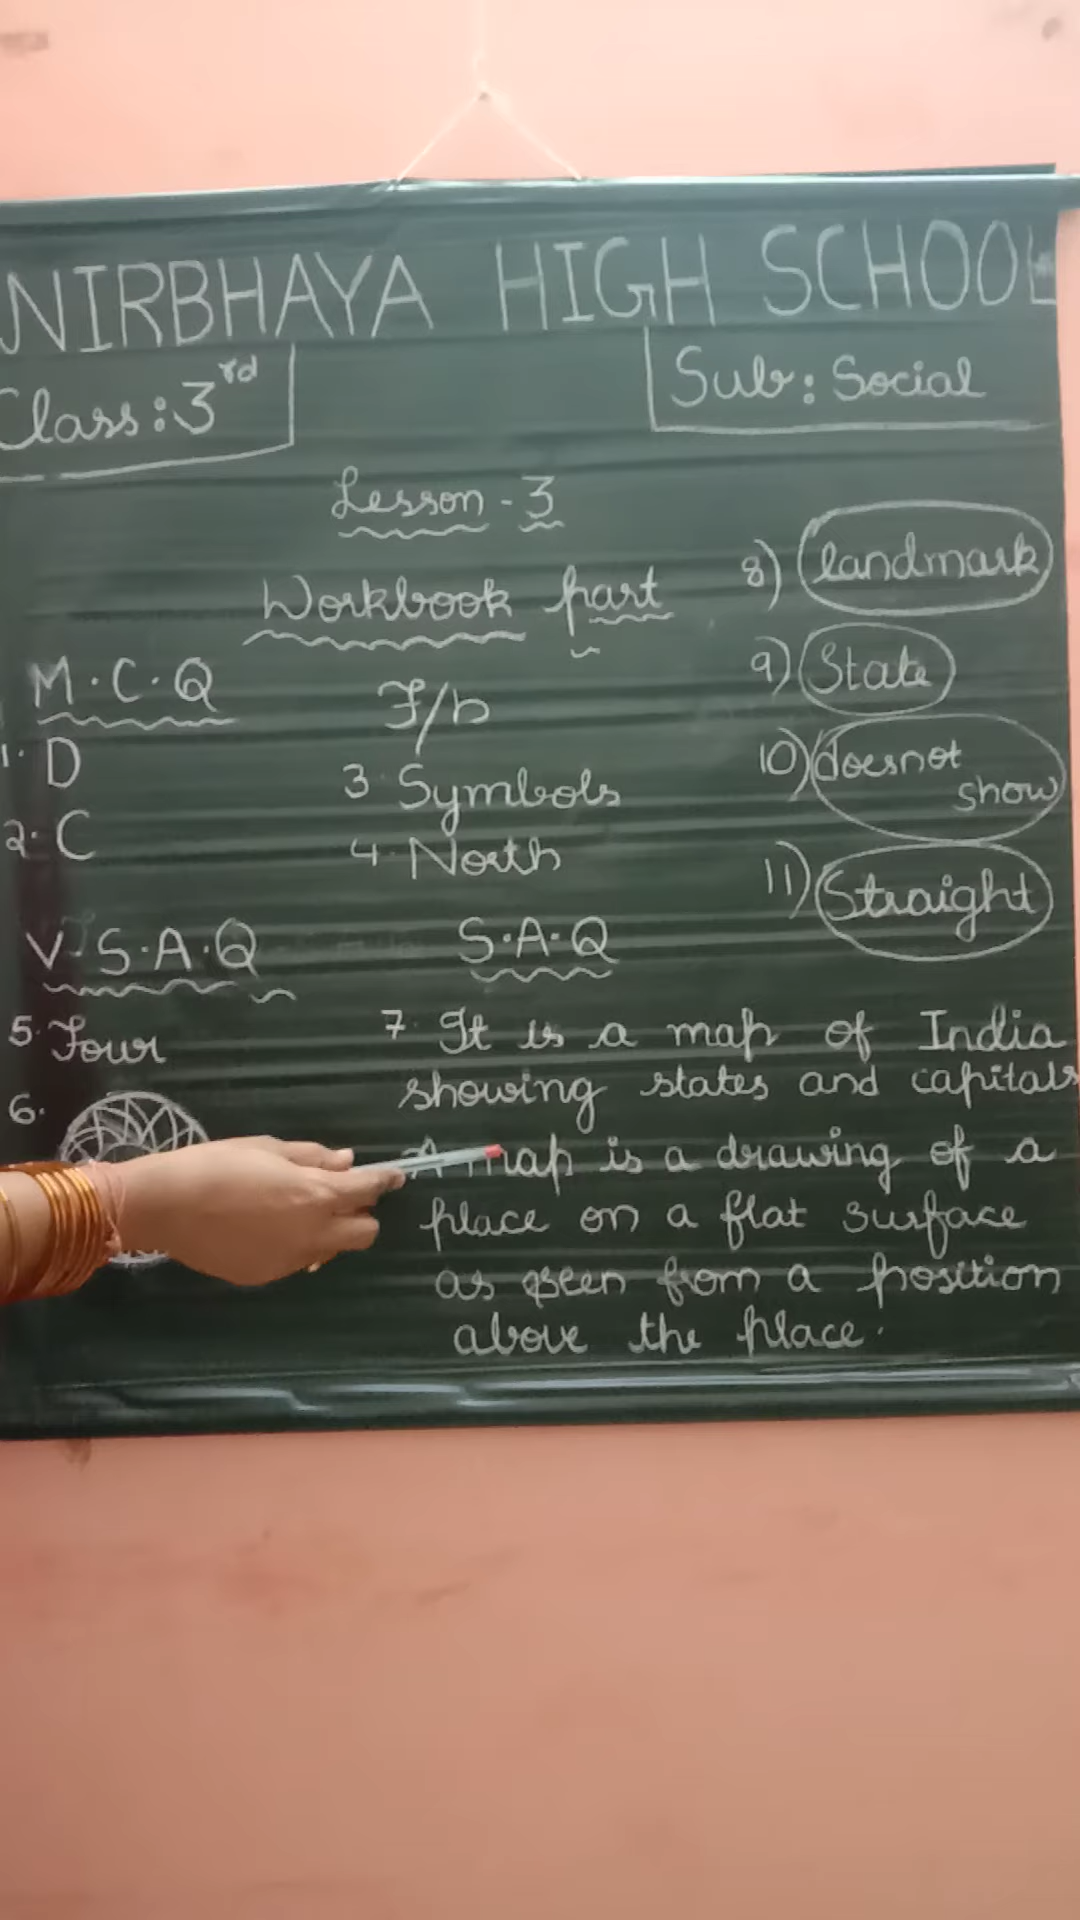 NIRBHAYA HIGH SCHOOL
Class: 3rd
Sub: Social
Lesson - 3
Workbook part
M.C.Q
1. D
2. C
F/b
3. Symbols
4. North
V.S.A.Q
5. Four
6.
S.A.Q
7. It is a map of India
showing states and capitals
A map is a drawing of a
place on a flat surface
as seen from a position
above the place.
8) landmark
9) State
10) doesnot
show
11) Straight